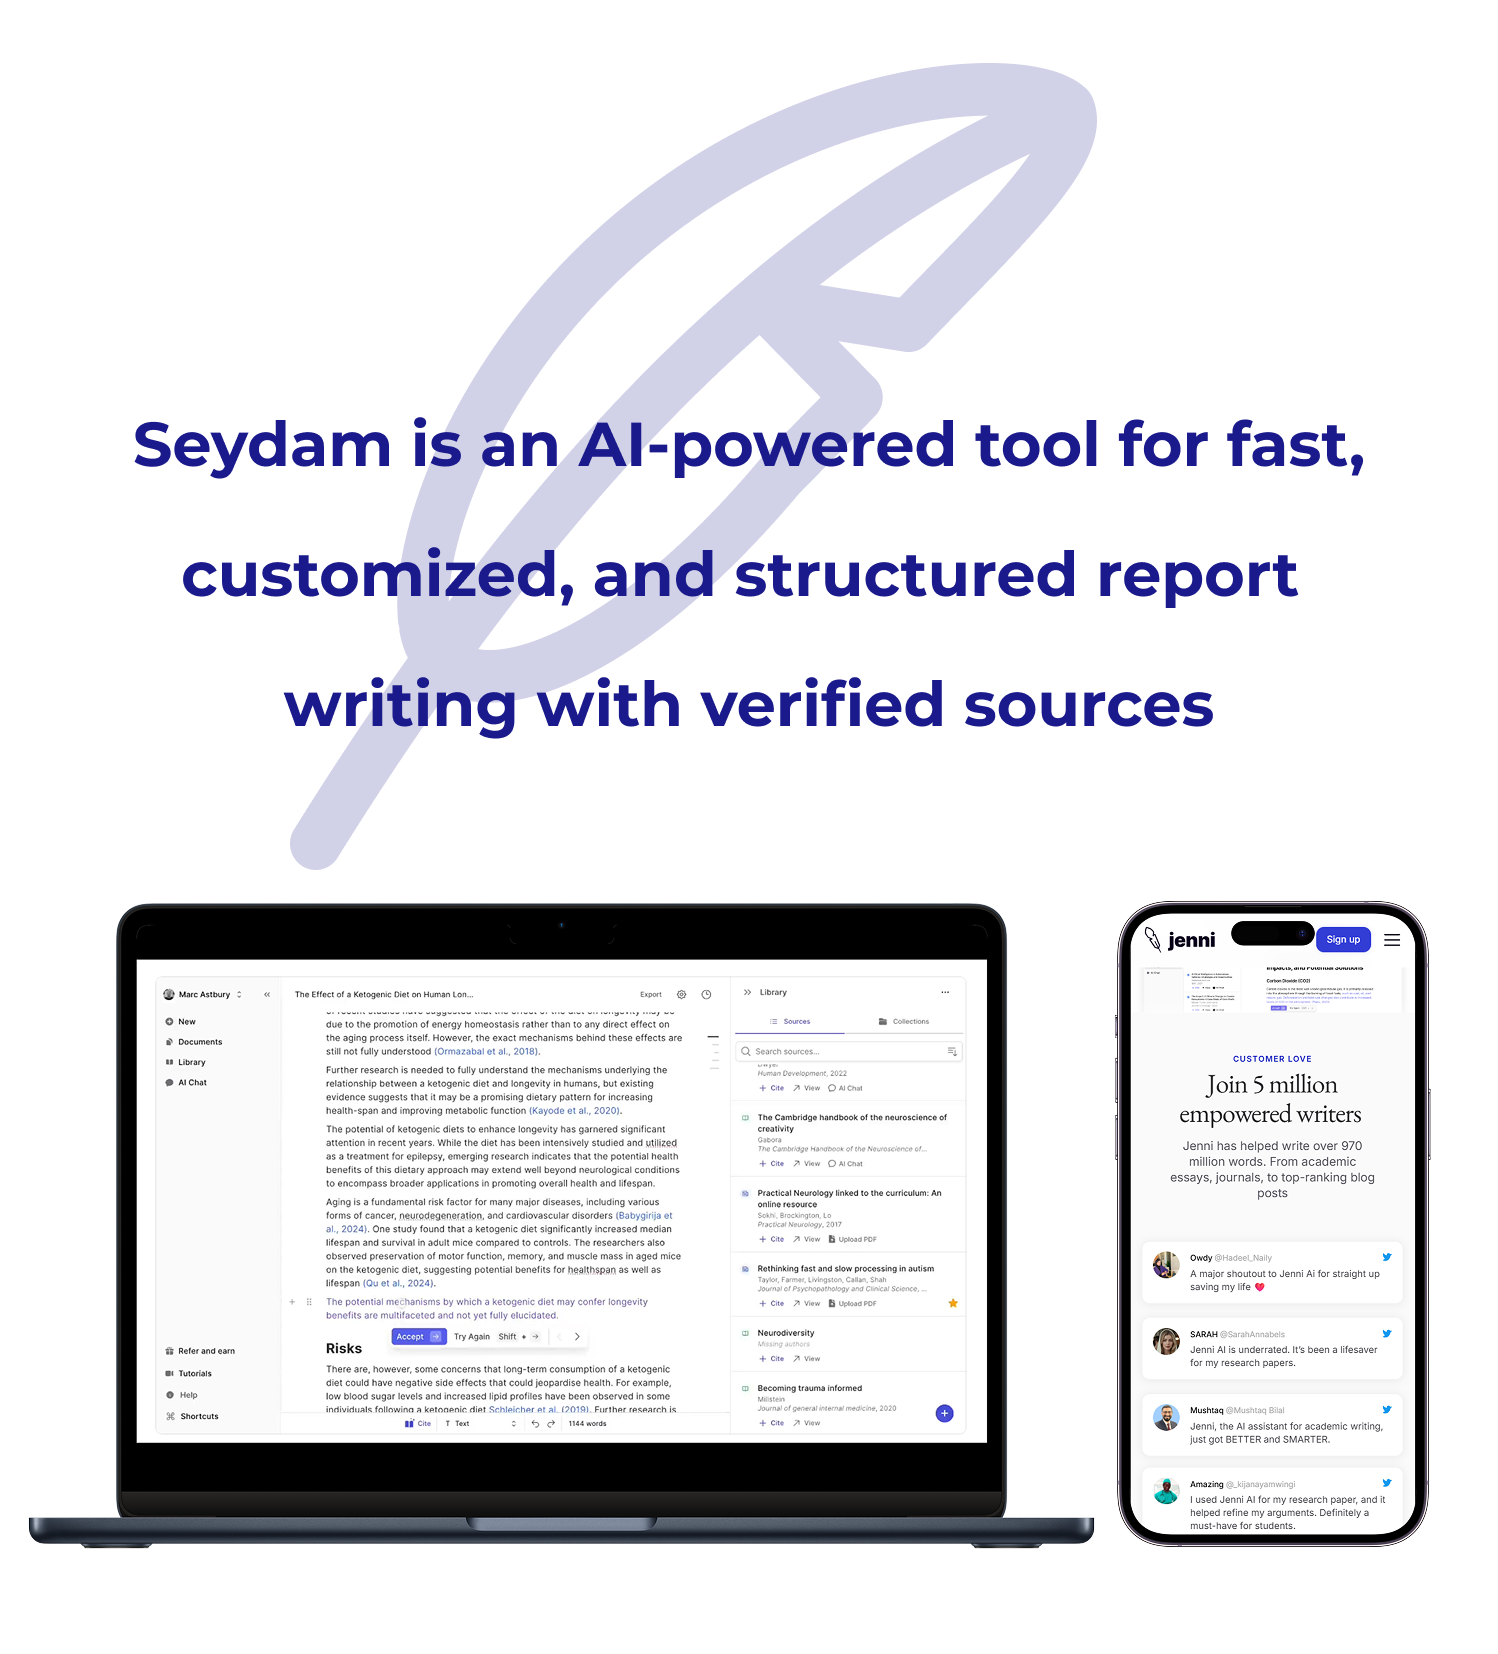 Seydam is an AI-powered tool for fast,
customized, and structured report
writing with verified sources
Marc Astbury
New
Documents
Library
AI Chat
Refer and earn
Tutorials
Help
Shortcuts
The Effect of a Ketogenic Diet on Human Lon...
Export
of recent studies have suggested that the effect of the diet on longevity may be
due to the promotion of energy homeostasis rather than to any direct effect on
the aging process itself. However, the exact mechanisms behind these effects are
still not fully understood (Ormazabal et al., 2018).
Further research is needed to fully understand the mechanisms underlying the
relationship between a ketogenic diet and longevity in humans, but existing
evidence suggests that it may be a promising dietary pattern for increasing
health-span and improving metabolic function (Kayode et al., 2020).
The potential of ketogenic diets to enhance longevity has garnered significant
attention in recent years. While the diet has been intensively studied and utilized
as a treatment for epilepsy, emerging research indicates that the potential health
benefits of this dietary approach may extend well beyond neurological conditions
to encompass broader applications in promoting overall health and lifespan.
Aging is a fundamental risk factor for many major diseases, including various
forms of cancer, neurodegeneration, and cardiovascular disorders (Babygirija et
al., 2024). One study found that a ketogenic diet significantly increased median
lifespan and survival in adult mice compared to controls. The researchers also
observed preservation of motor function, memory, and muscle mass in aged mice
on the ketogenic diet, suggesting potential benefits for healthspan as well as
lifespan (Qu et al., 2024).
The potential mechanisms by which a ketogenic diet may confer longevity
benefits are multifaceted and not yet fully elucidated.
Accept Try Again Shift + →
Risks
There are, however, some concerns that long-term consumption of a ketogenic
diet could have negative side effects that could jeopardise health. For example,
low blood sugar levels and increased lipid profiles have been observed in some
individuals following a ketogenic diet Schleicher et al. (2019). Further research is
Cite T Text 1144 words
Library
Sources Collections
Search sources...
Dwyer
Human Development, 2022
+ Cite View AI Chat
The Cambridge handbook of the neuroscience of
creativity
Gabora
The Cambridge Handbook of the Neuroscience of...
+ Cite View AI Chat
Practical Neurology linked to the curriculum: An
online resource
Sokhi, Brockington, Lo
Practical Neurology, 2017
+ Cite View Upload PDF
Rethinking fast and slow processing in autism
Taylor, Farmer, Livingston, Callan, Shah
Journal of Psychopathology and Clinical Science, ...
+ Cite View Upload PDF
Neurodiversity
Missing authors
+ Cite View
Becoming trauma informed
Millstein
Journal of general internal medicine, 2020
+ Cite View
jenni
Sign up
Impacts, and Potential Solutions
Carbon Dioxide (CO2)
CUSTOMER LOVE
Join 5 million
empowered writers
Jenni has helped write over 970
million words. From academic
essays, journals, to top-ranking blog
posts
Owdy @Hadeel_Naily
A major shoutout to Jenni Ai for straight up
saving my life ❤️
SARAH @SarahAnnabels
Jenni AI is underrated. It's been a lifesaver
for my research papers.
Mushtaq @Mushtaq Bilal
Jenni, the AI assistant for academic writing,
just got BETTER and SMARTER.
Amazing @_kijanayamwingi
I used Jenni AI for my research paper, and it
helped refine my arguments. Definitely a
must-have for students.